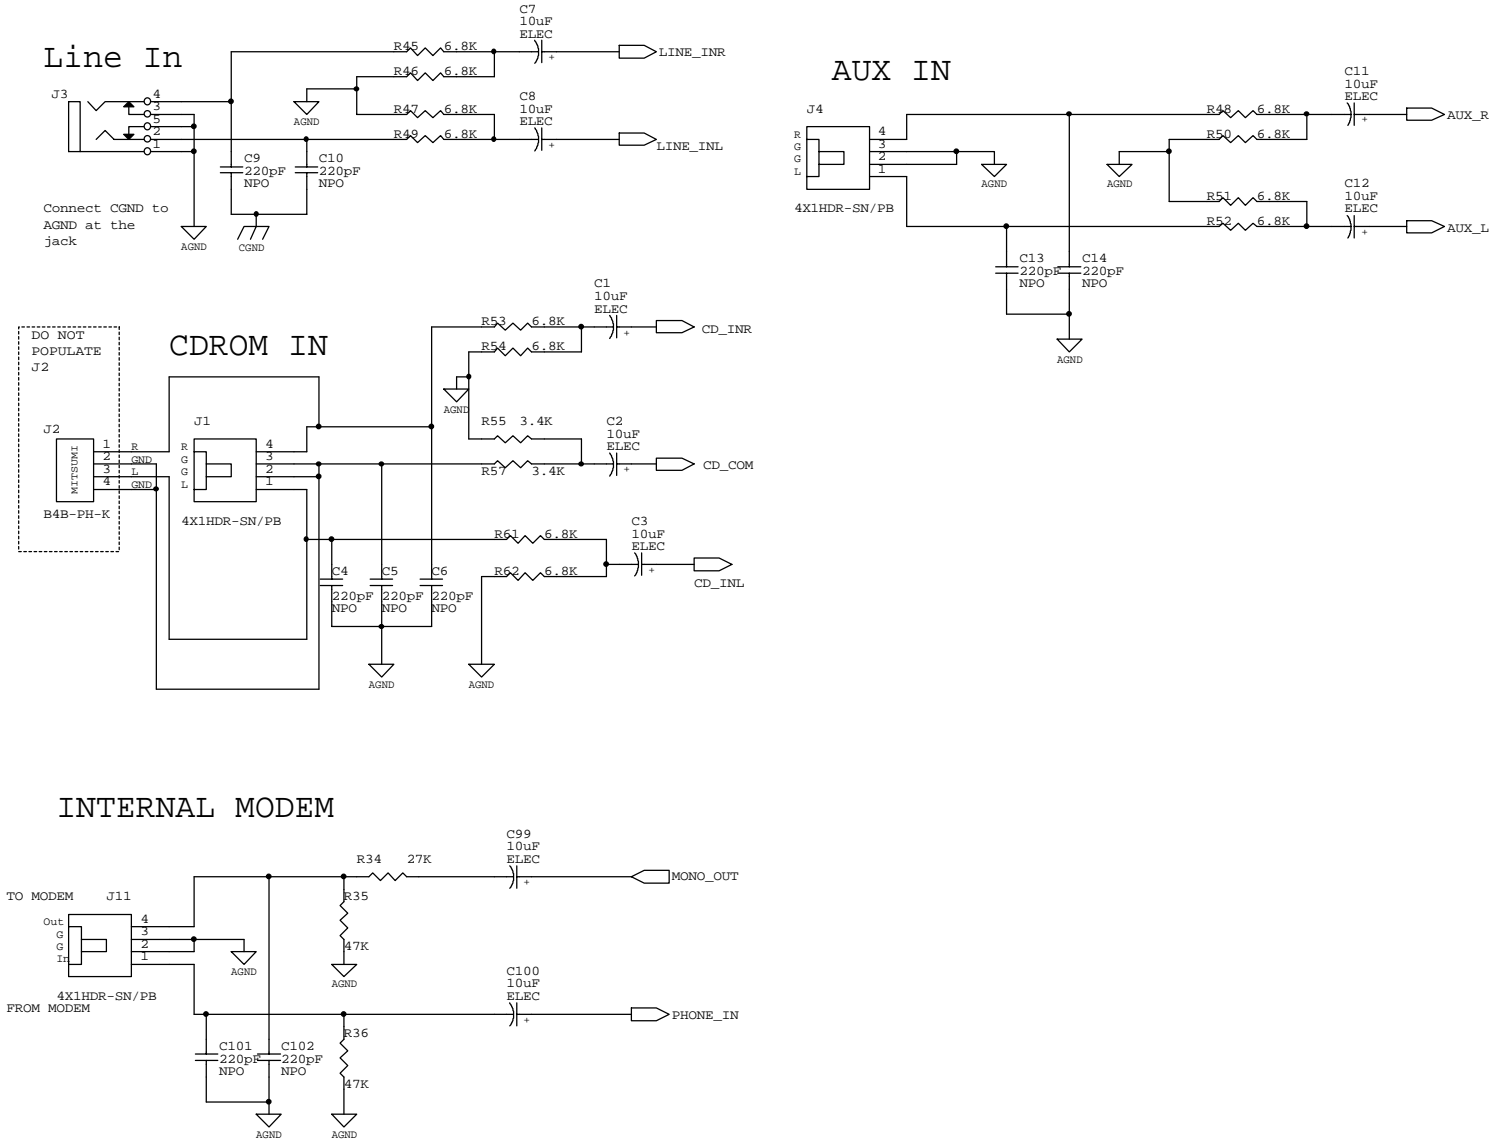 Line In
J3
4
3
5
2
1
Connect CGND to
AGND at the
jack
AGND
C9
220pF
NPO
C10
220pF
NPO
CGND
AGND
R45 6.8K
R46 6.8K
R47 6.8K
R49 6.8K
C7
10uF
ELEC
+
LINE_INR
C8
10uF
ELEC
+
LINE_INL
AUX IN
J4
R
G
G
L
4
3
2
1
4X1HDR-SN/PB
AGND
C13
220pF
NPO
C14
220pF
NPO
AGND
AGND
R48 6.8K
R50 6.8K
R51 6.8K
R52 6.8K
C11
10uF
ELEC
+
AUX_R
C12
10uF
ELEC
+
AUX_L
CDROM IN
DO NOT
POPULATE
J2
J2
MITSUMI
1
2
3
4
R
GND
L
GND
B4B-PH-K
J1
R
G
G
L
4
3
2
1
4X1HDR-SN/PB
R53 6.8K
R54 6.8K
AGND
R55 3.4K
R57 3.4K
R61 6.8K
R62 6.8K
C1
10uF
ELEC
+
CD_INR
C2
10uF
ELEC
+
CD_COM
C3
10uF
ELEC
+
CD_INL
C4
220pF
NPO
C5
220pF
NPO
C6
220pF
NPO
AGND
AGND
INTERNAL MODEM
TO MODEM
J11
Out
G
G
In
4
3
2
1
4X1HDR-SN/PB
FROM MODEM
AGND
R34 27K
R35
47K
AGND
C99
10uF
ELEC
+
MONO_OUT
C100
10uF
ELEC
+
PHONE_IN
C101
220pF
NPO
C102
220pF
NPO
R36
47K
AGND
AGND